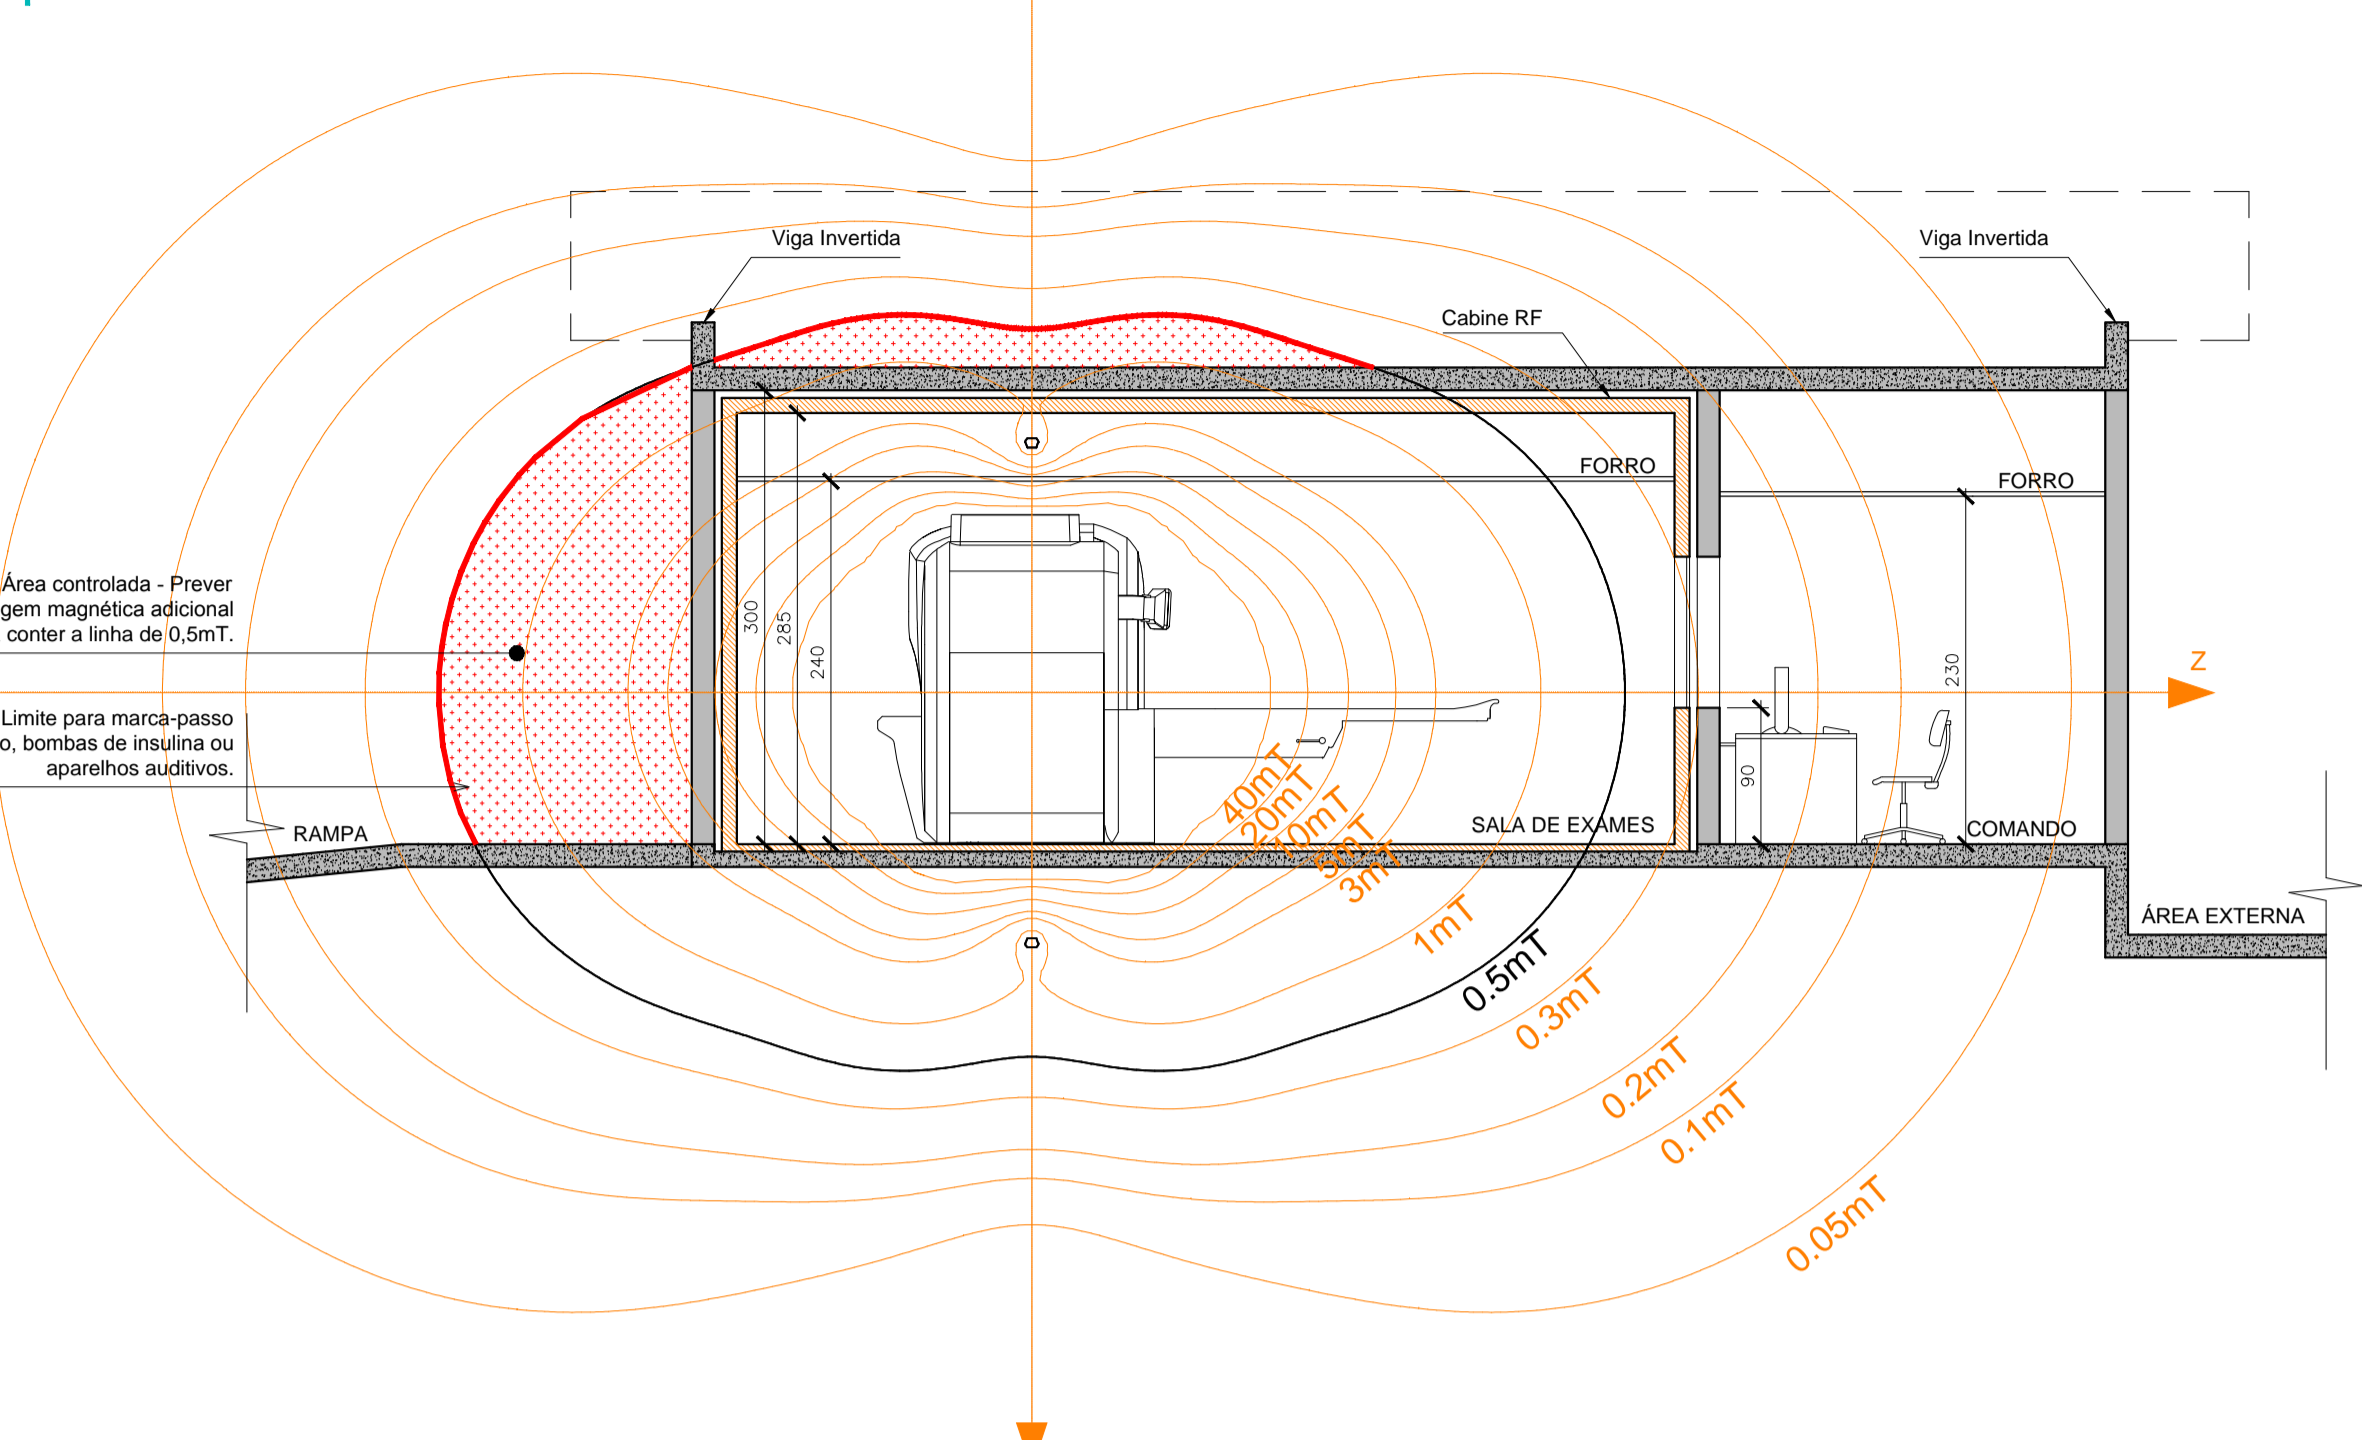 Viga Invertida
Viga Invertida
Cabine RF
FORRO
FORRO
Área controlada - Prever
gem magnética adicional
conter a linha de 0,5mT.
300
285
240
230
Z
Limite para marca-passo
o, bombas de insulina ou
aparelhos auditivos.
90
RAMPA
SALA DE EXAMES
COMANDO
40mT
20mT
10mT
5mT
3mT
1mT
0.5mT
0.3mT
0.2mT
0.1mT
0.05mT
ÁREA EXTERNA